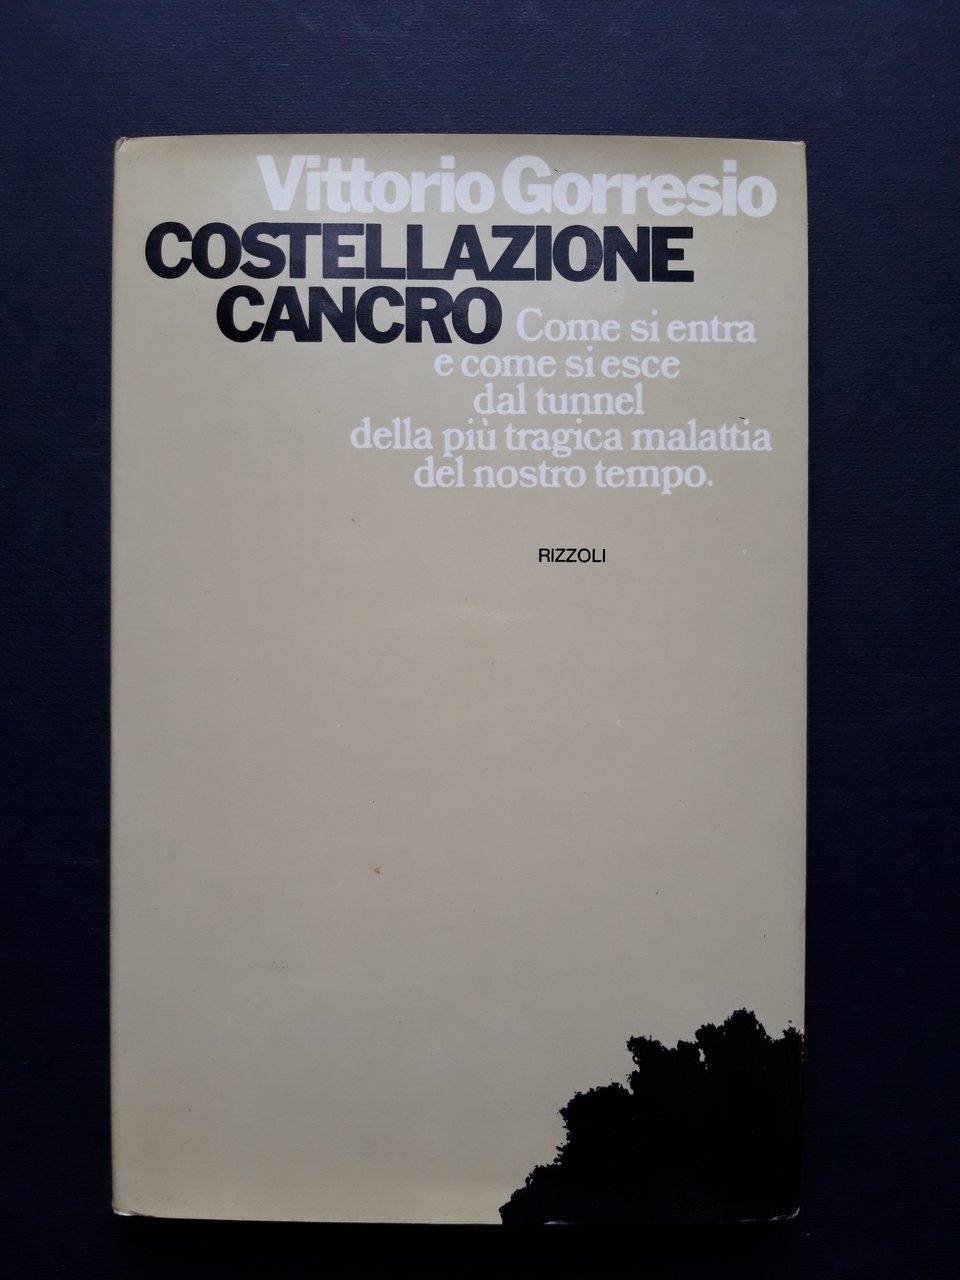 Vittorio Gorresio
COSTELLAZIONE
CANCRO Come si entra
e come si esce
dal tunnel
della più tragica malattia
del nostro tempo.
RIZZOLI